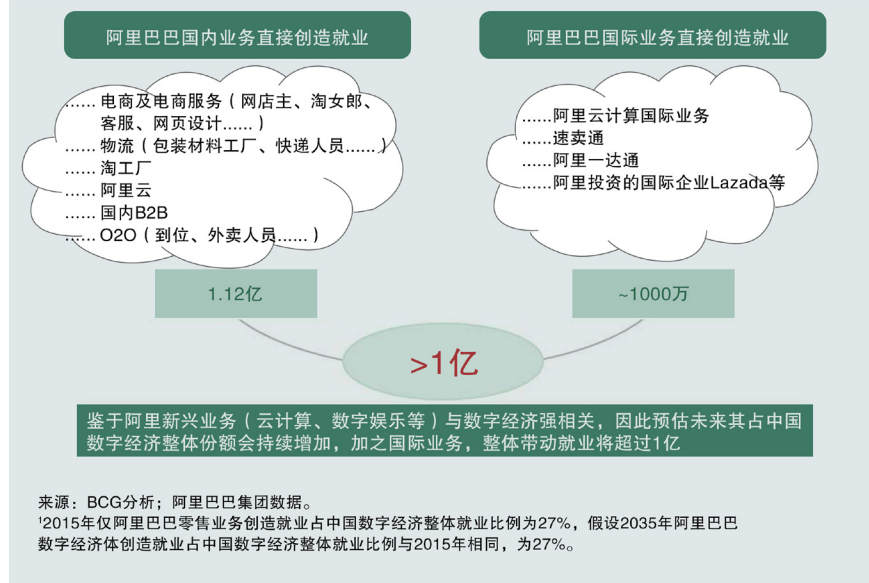 阿里巴巴国内业务直接创造就业
阿里巴巴国际业务直接创造就业
...... 电商及电商服务（网店主、淘女郎、
客服、网页设计......）
...... 物流（包装材料工厂、快递人员......）
...... 淘工厂
...... 阿里云
...... 国内B2B
...... O2O（到位、外卖人员......）
......阿里云计算国际业务
......速卖通
......阿里一达通
......阿里投资的国际企业Lazada等
1.12亿
~1000万
>1亿
鉴于阿里新兴业务（云计算、数字娱乐等）与数字经济强相关，因此预估未来其占中国
数字经济整体份额会持续增加，加之国际业务，整体带动就业将超过1亿
来源：BCG分析；阿里巴巴集团数据。
¹2015年仅阿里巴巴零售业务创造就业占中国数字经济整体就业比例为27%，假设2035年阿里巴巴
数字经济体创造就业占中国数字经济整体就业比例与2015年相同，为27%。